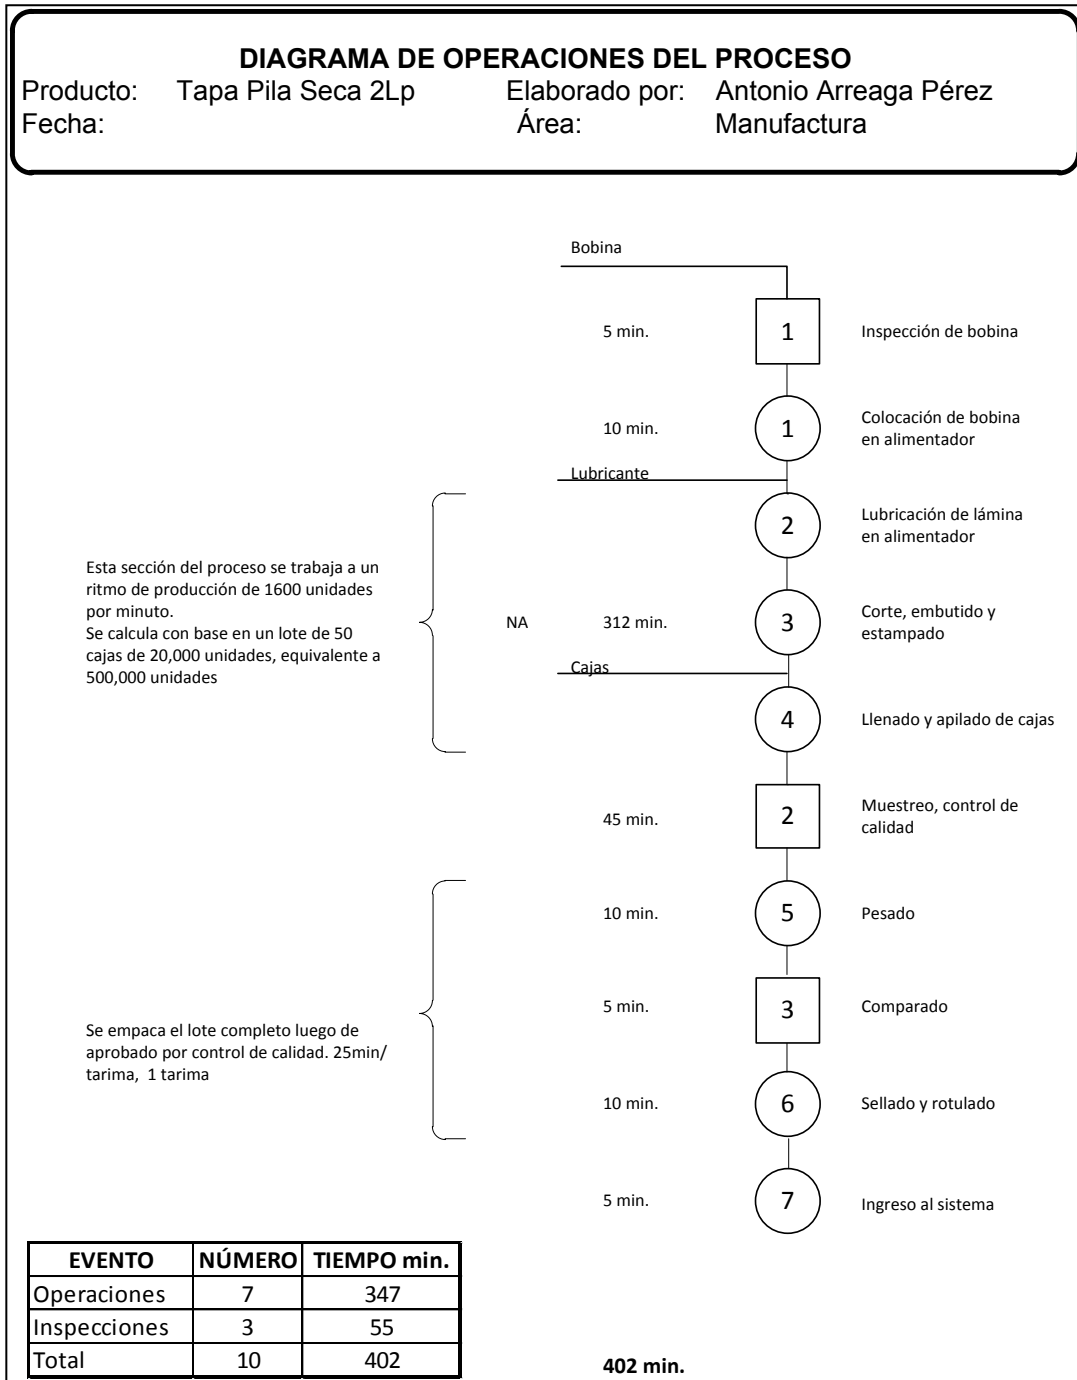 DIAGRAMA DE OPERACIONES DEL PROCESO
Producto: Tapa Pila Seca 2Lp Elaborado por: Antonio Arreaga Pérez
Fecha: Área: Manufactura
Bobina
5 min. 1 Inspección de bobina
10 min. 1 Colocación de bobina
en alimentador
Lubricante
2 Lubricación de lámina
en alimentador
Esta sección del proceso se trabaja a un
ritmo de producción de 1600 unidades
por minuto.
Se calcula con base en un lote de 50
cajas de 20,000 unidades, equivalente a
500,000 unidades
NA 312 min. 3 Corte, embutido y
estampado
Cajas
4 Llenado y apilado de cajas
45 min. 2 Muestreo, control de
calidad
10 min. 5 Pesado
5 min. 3 Comparado
Se empaca el lote completo luego de
aprobado por control de calidad. 25min/
tarima, 1 tarima
10 min. 6 Sellado y rotulado
5 min. 7 Ingreso al sistema
EVENTO NÚMERO TIEMPO min.
Operaciones 7 347
Inspecciones 3 55
Total 10 402
402 min.